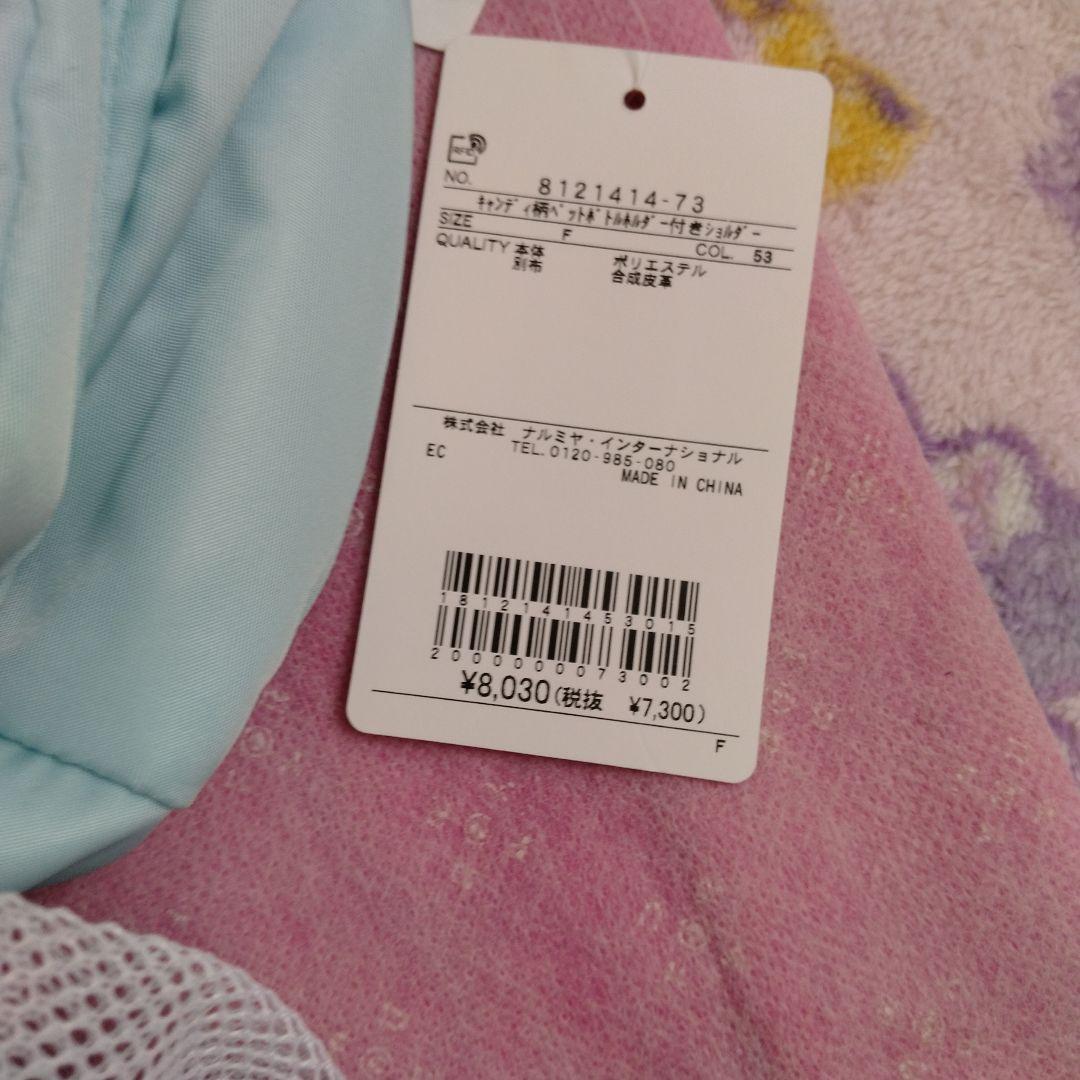 RFID
NO. 8121414-73
ｷｬﾝﾃﾞｨ柄ﾍﾟｯﾄﾎﾞﾄﾙﾎﾙﾀﾞｰ付きｼｮﾙﾀﾞｰ
SIZE F COL. 53
QUALITY 本体 ポリエステル
別布 合成皮革
株式会社 ナルミヤ・インターナショナル
TEL.0120-985-080
EC MADE IN CHINA
1812141453015
2000000073002
¥8,030(税抜 ¥7,300)
F